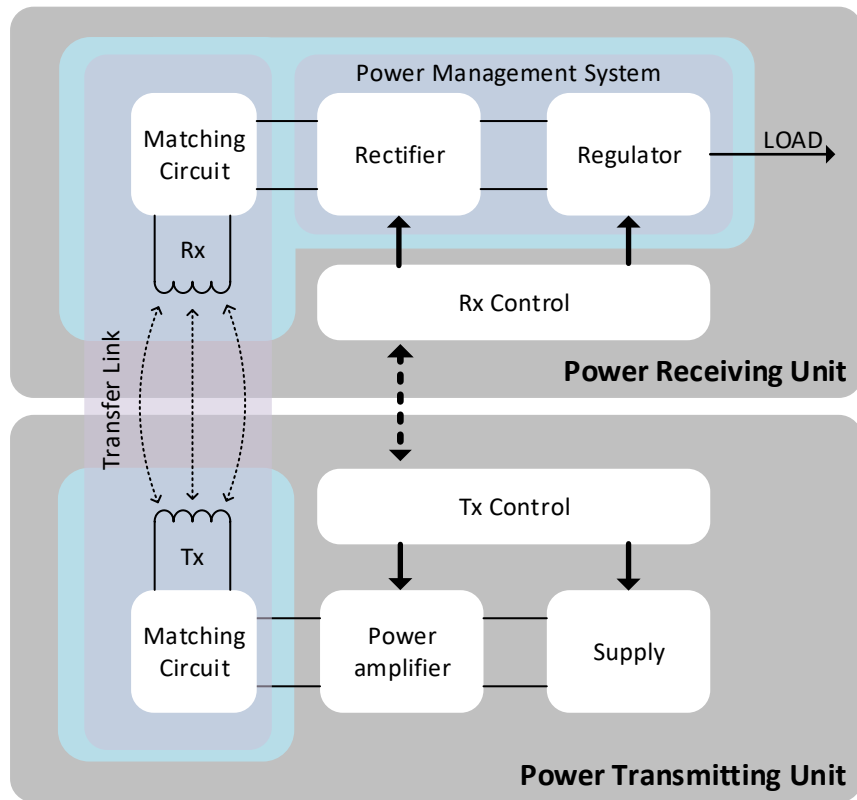 Power Management System
Matching
Circuit
Rectifier
Regulator
LOAD
Rx
Rx Control
Transfer Link
Power Receiving Unit
Tx Control
Tx
Matching
Circuit
Power
amplifier
Supply
Power Transmitting Unit